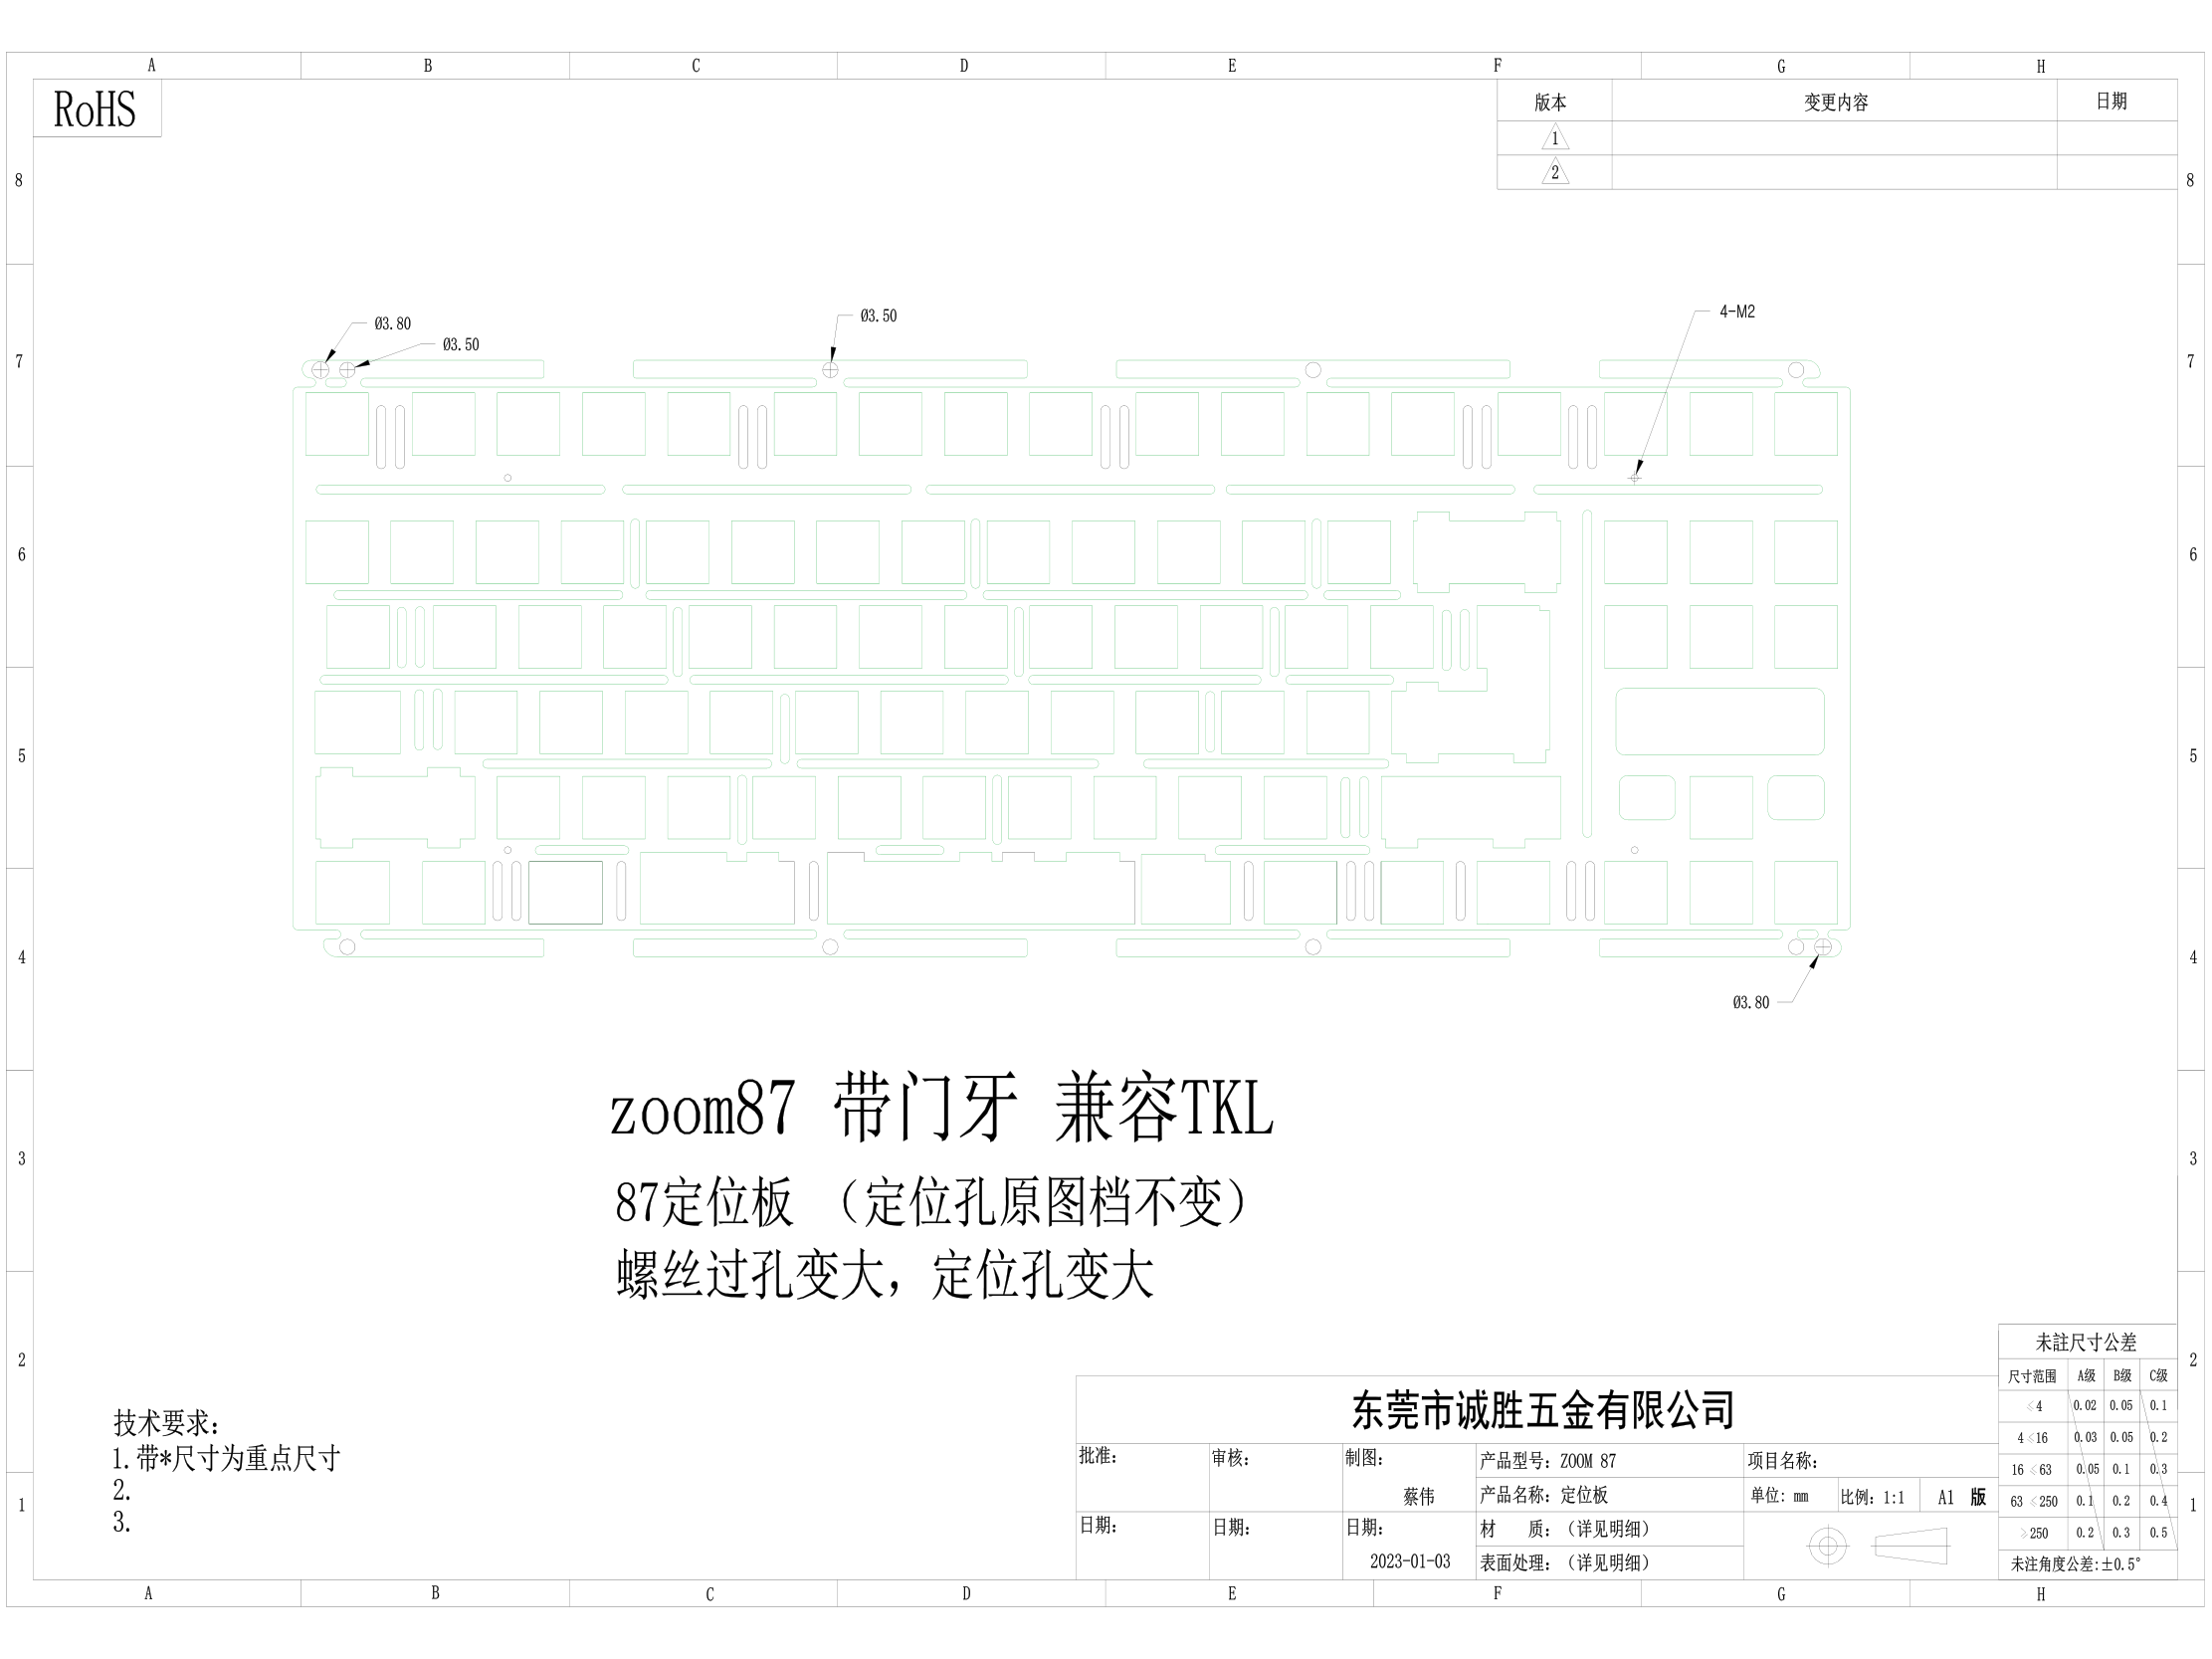 A B C D E F G H
RoHS
版本 变更内容 日期
1
2
8 8
7 7
6 6
5 5
4 4
3 3
2 2
1 1
Ø3.80
Ø3.50
Ø3.50
4-M2
Ø3.80
zoom87 带门牙 兼容TKL
87定位板 （定位孔原图档不变）
螺丝过孔变大，定位孔变大
技术要求：
1.带*尺寸为重点尺寸
2.
3.
东莞市诚胜五金有限公司
批准： 审核： 制图： 产品型号：ZOOM 87 项目名称：
蔡伟 产品名称：定位板 单位：mm 比例：1:1 A1 版
日期： 日期： 日期： 材 质：（详见明细）
2023-01-03 表面处理：（详见明细）
未註尺寸公差
尺寸范围 A级 B级 C级
≤4 0.02 0.05 0.1
4 ≤16 0.03 0.05 0.2
16 ≤63 0.05 0.1 0.3
63 ≤250 0.1 0.2 0.4
≥250 0.2 0.3 0.5
未注角度公差:±0.5°
A B C D E F G H